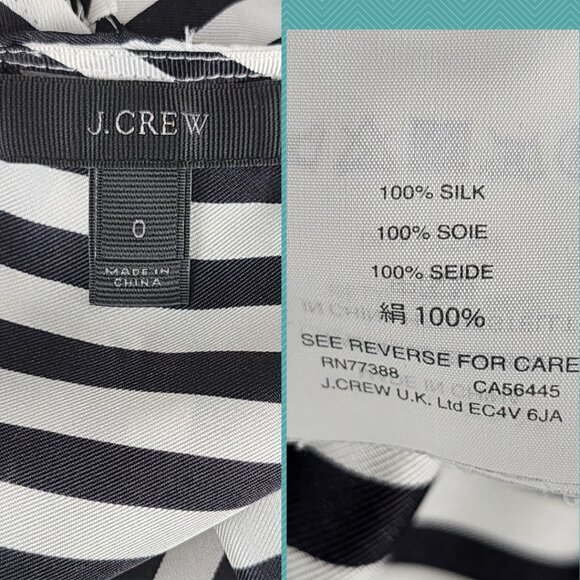 J.CREW
0
MADE IN
CHINA
100% SILK
100% SOIE
100% SEIDE
絹 100%
SEE REVERSE FOR CARE
RN77388 CA56445
J.CREW U.K. Ltd EC4V 6JA